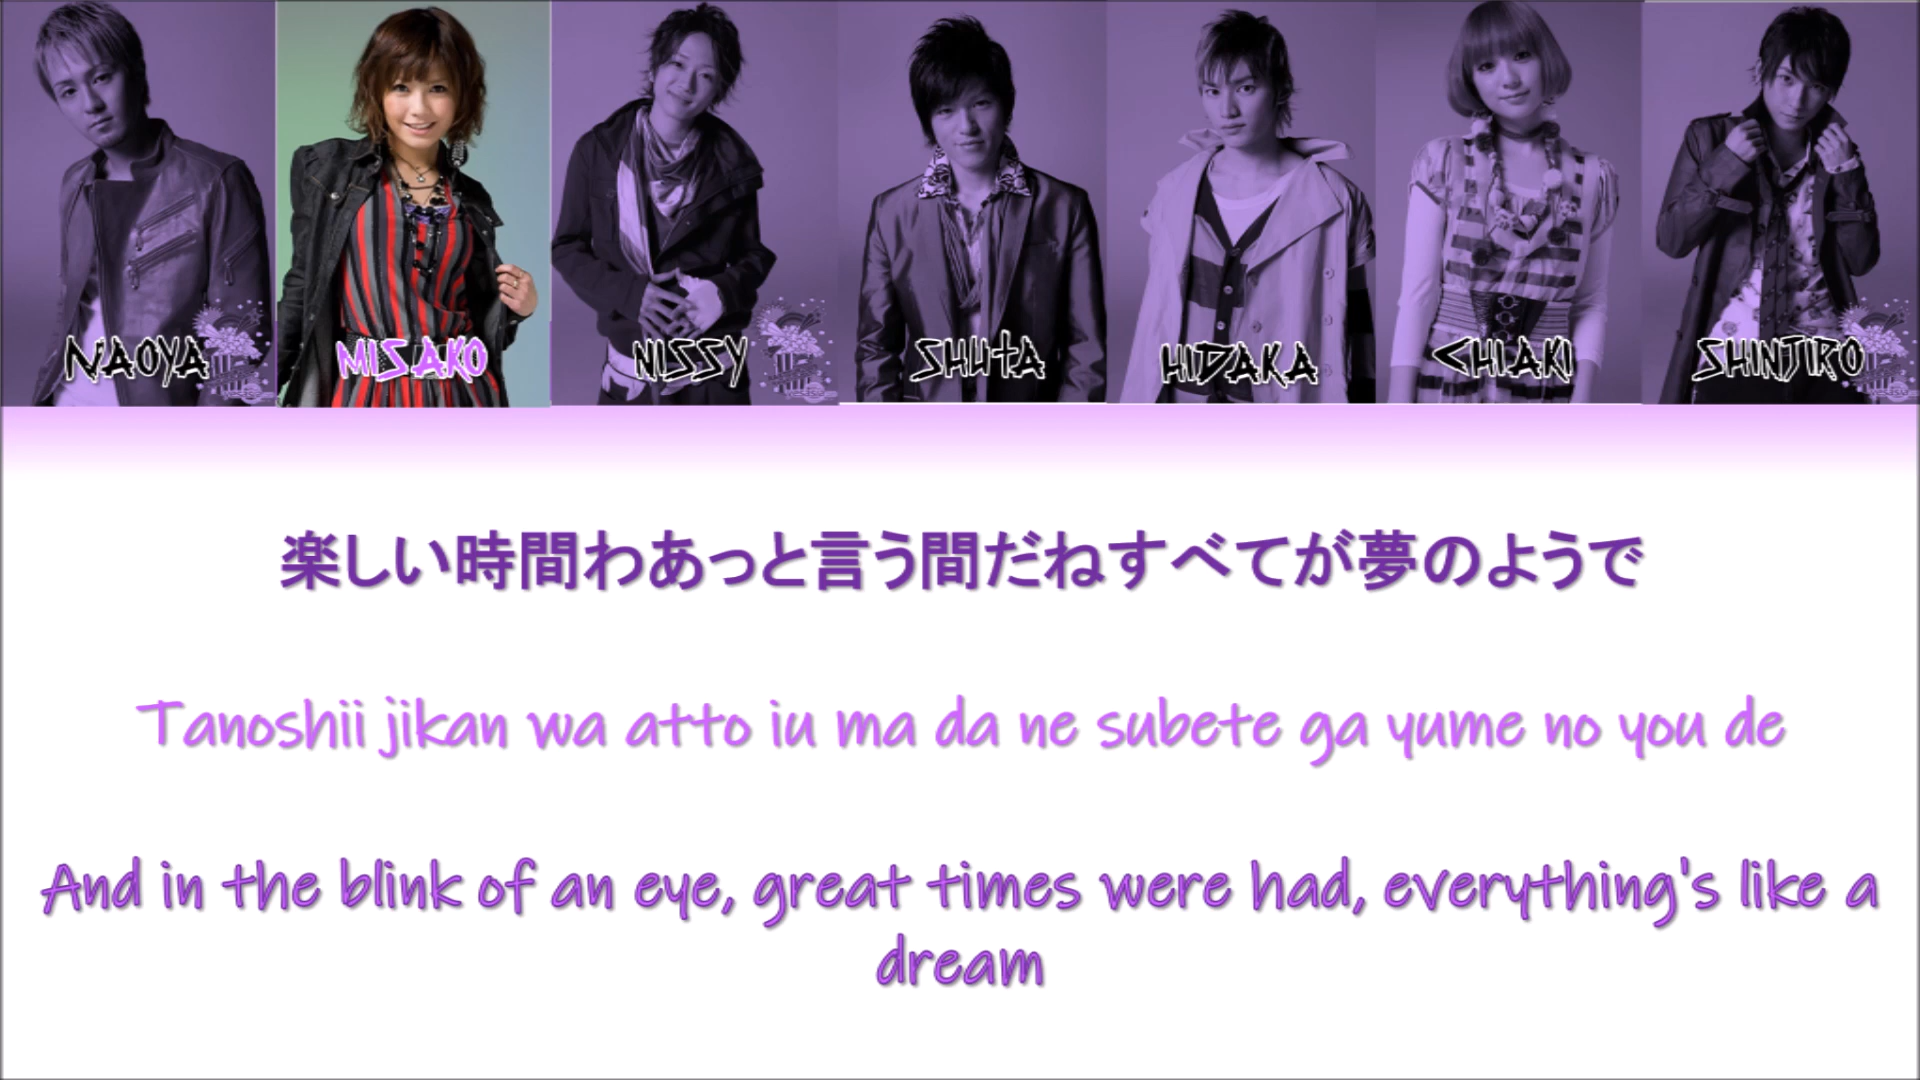 NAOYA
MISAKO
NISSY
SHUTA
HIDAKA
CHIAKI
SHINJIRO
楽しい時間わあっと言う間だねすべてが夢のようで
Tanoshii jikan wa atto iu ma da ne subete ga yume no you de
And in the blink of an eye, great times were had, everything's like a
dream